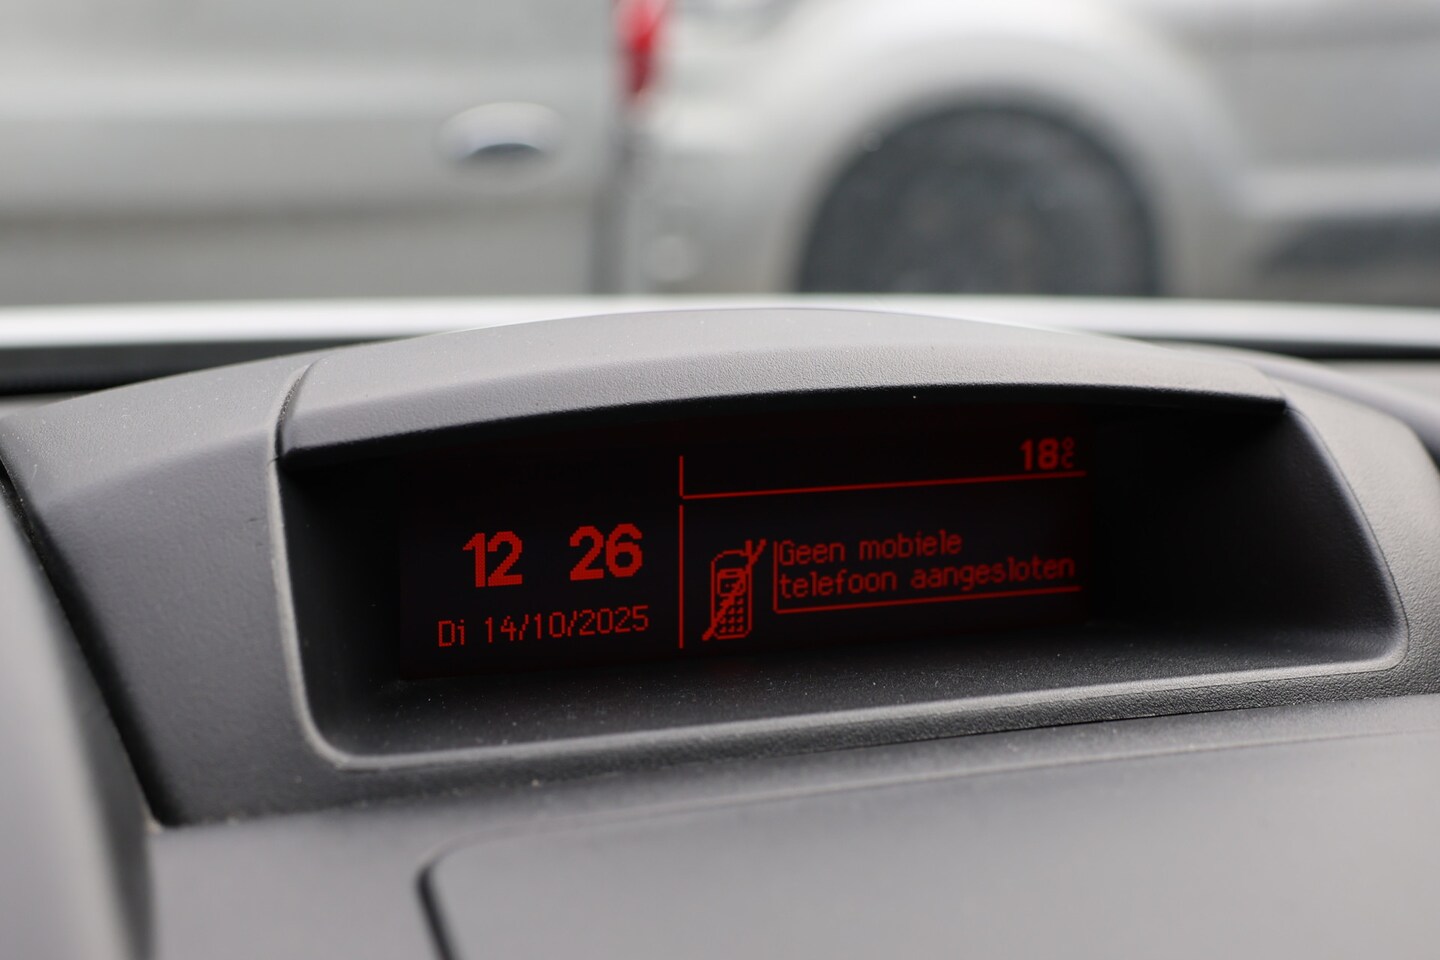 18°C
12 26
Di 14/10/2025
Geen mobiele
telefoon aangesloten